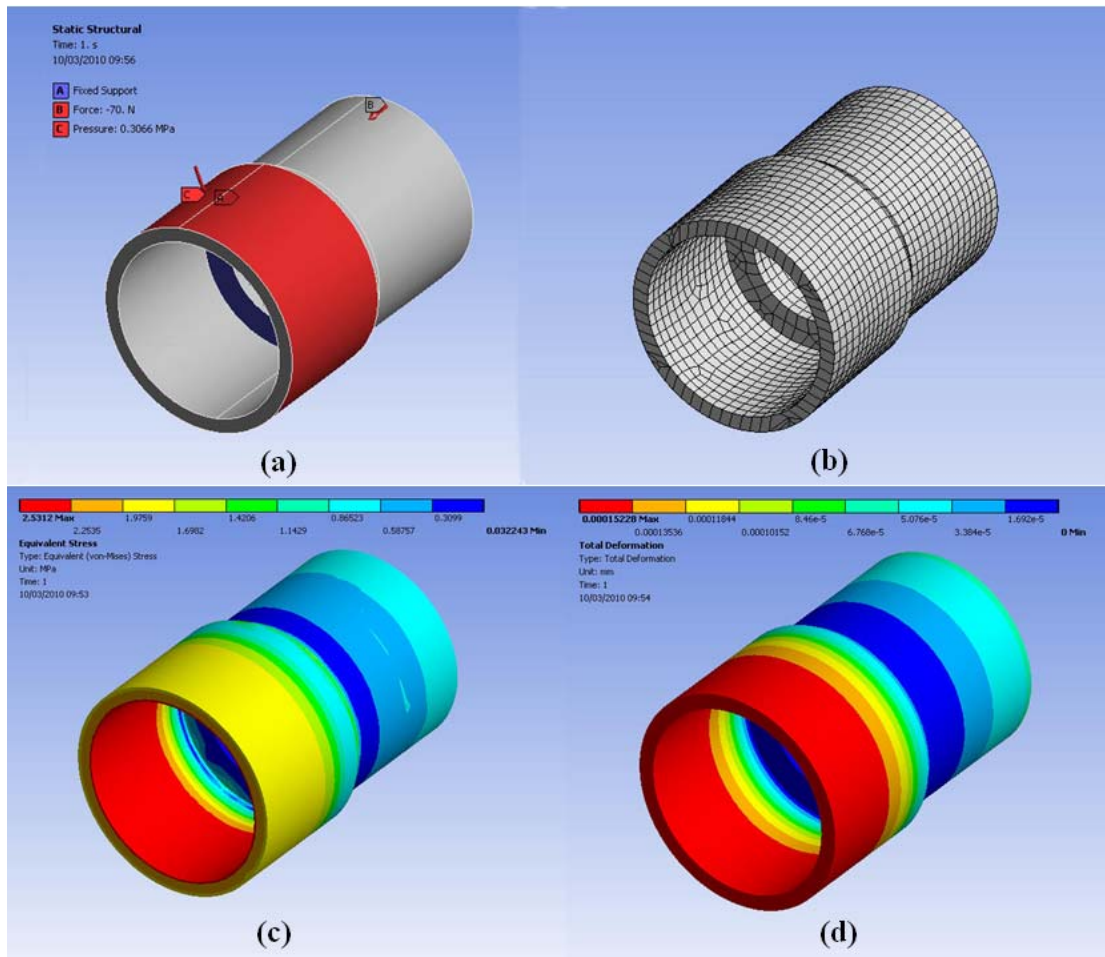 Static Structural
Time: 1. s
10/03/2010 09:56
A Fixed Support
B Force: -70. N
C Pressure: 0.3066 MPa
B
C
A
(a)
(b)
2.5312 Max 1.9759 1.4206 0.86523 0.3099
2.2535 1.6982 1.1429 0.58757 0.032243 Min
Equivalent Stress
Type: Equivalent (von-Mises) Stress
Unit: MPa
Time: 1
10/03/2010 09:53
(c)
0.00015228 Max 0.00011844 8.46e-5 5.076e-5 1.692e-5
0.00013536 0.00010152 6.768e-5 3.384e-5 0 Min
Total Deformation
Type: Total Deformation
Unit: mm
Time: 1
10/03/2010 09:54
(d)